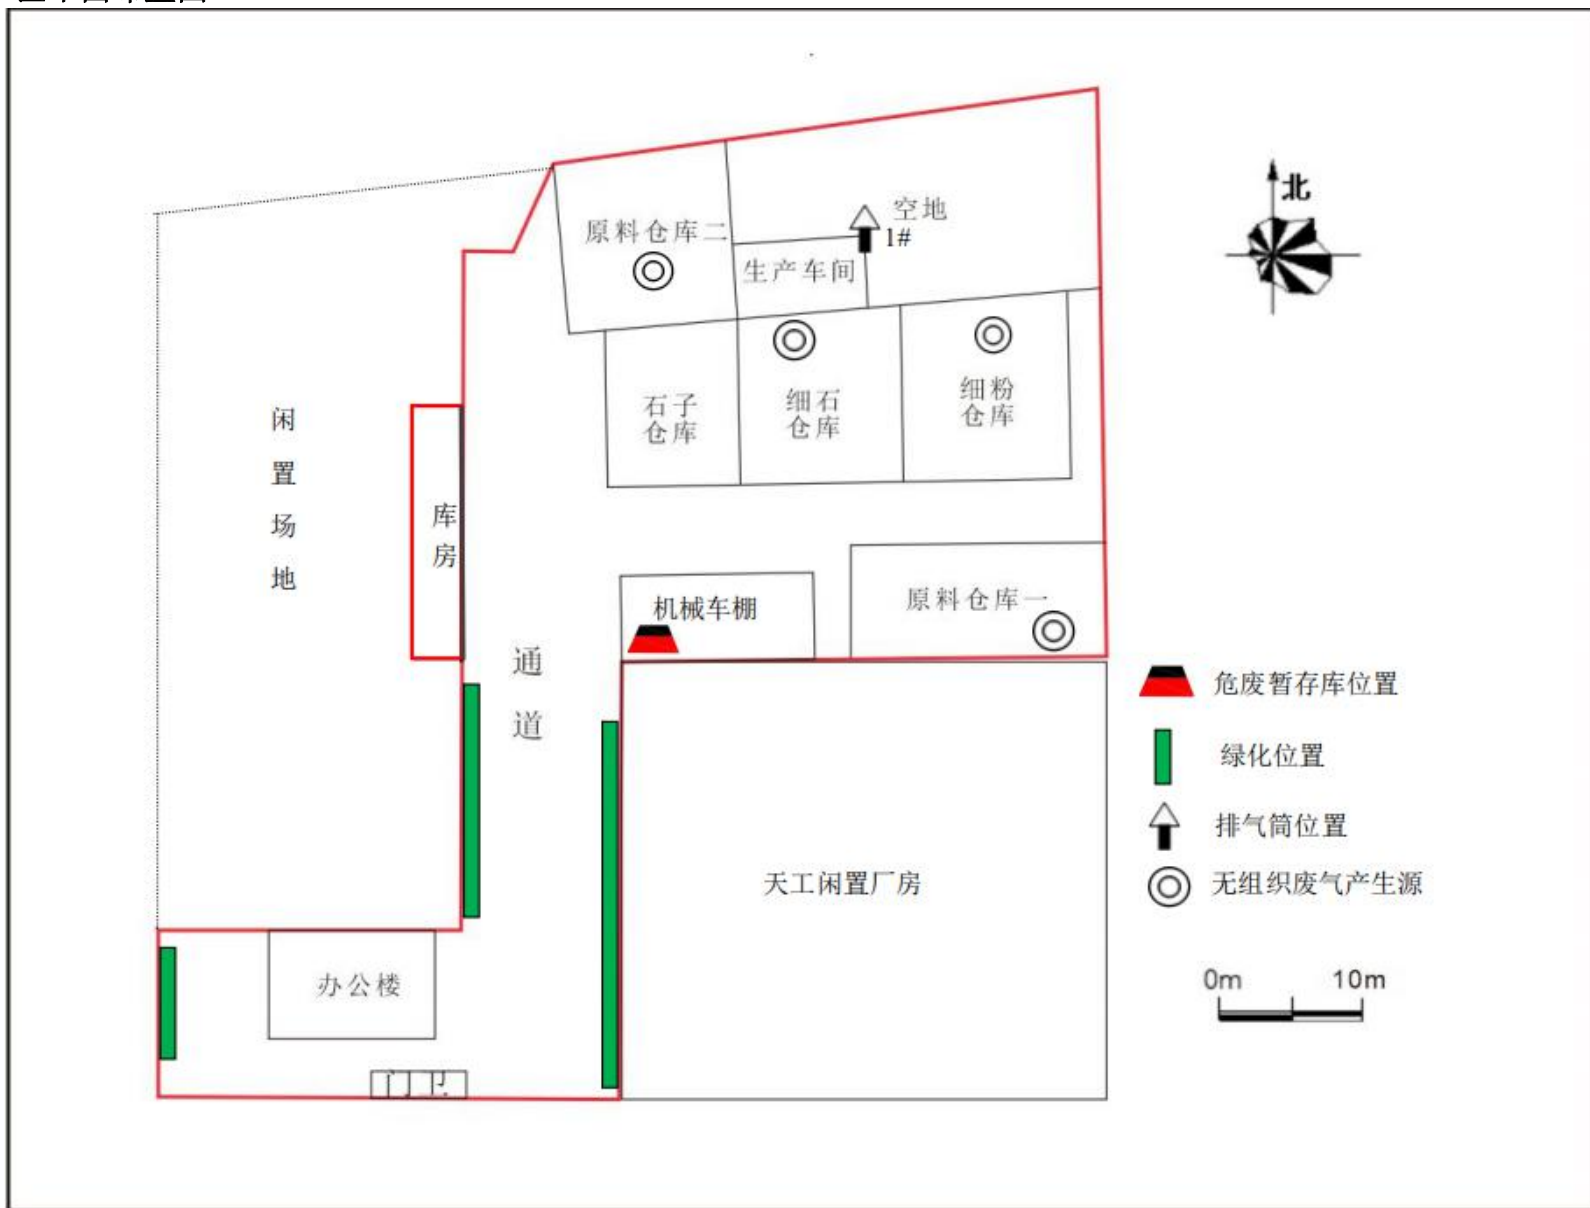 北
空地
原料仓库二
1#
生产车间
石子
仓库
细石
仓库
细粉
仓库
闲
置
场
地
库
房
机械车棚
原料仓库一
通
道
危废暂存库位置
绿化位置
排气筒位置
无组织废气产生源
天工闲置厂房
办公楼
0m 10m
门卫